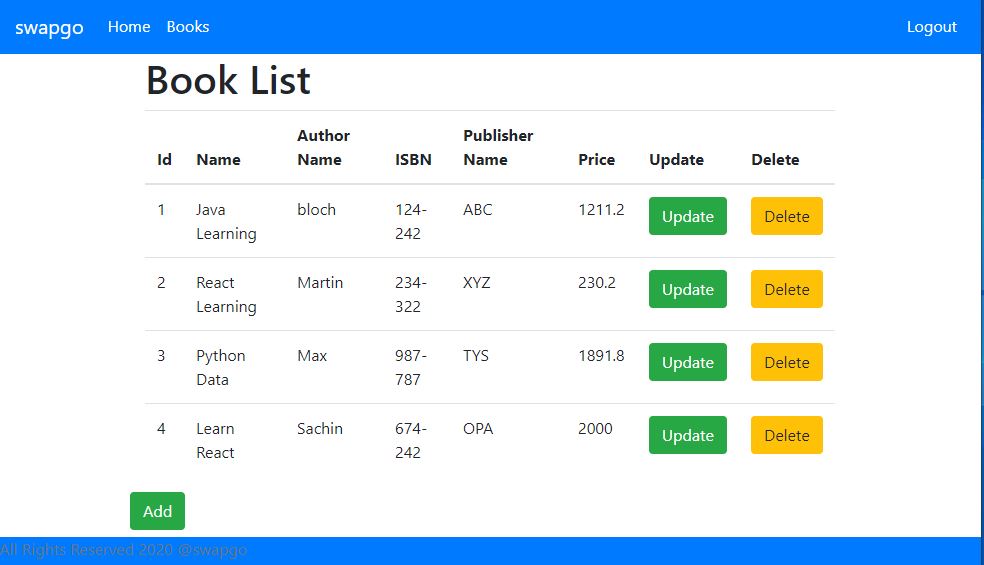 swapgo Home Books Logout
Book List
Id Name Author Name ISBN Publisher Name Price Update Delete
1 Java Learning bloch 124-242 ABC 1211.2 Update Delete
2 React Learning Martin 234-322 XYZ 230.2 Update Delete
3 Python Data Max 987-787 TYS 1891.8 Update Delete
4 Learn React Sachin 674-242 OPA 2000 Update Delete
Add
All Rights Reserved 2020 @swapgo